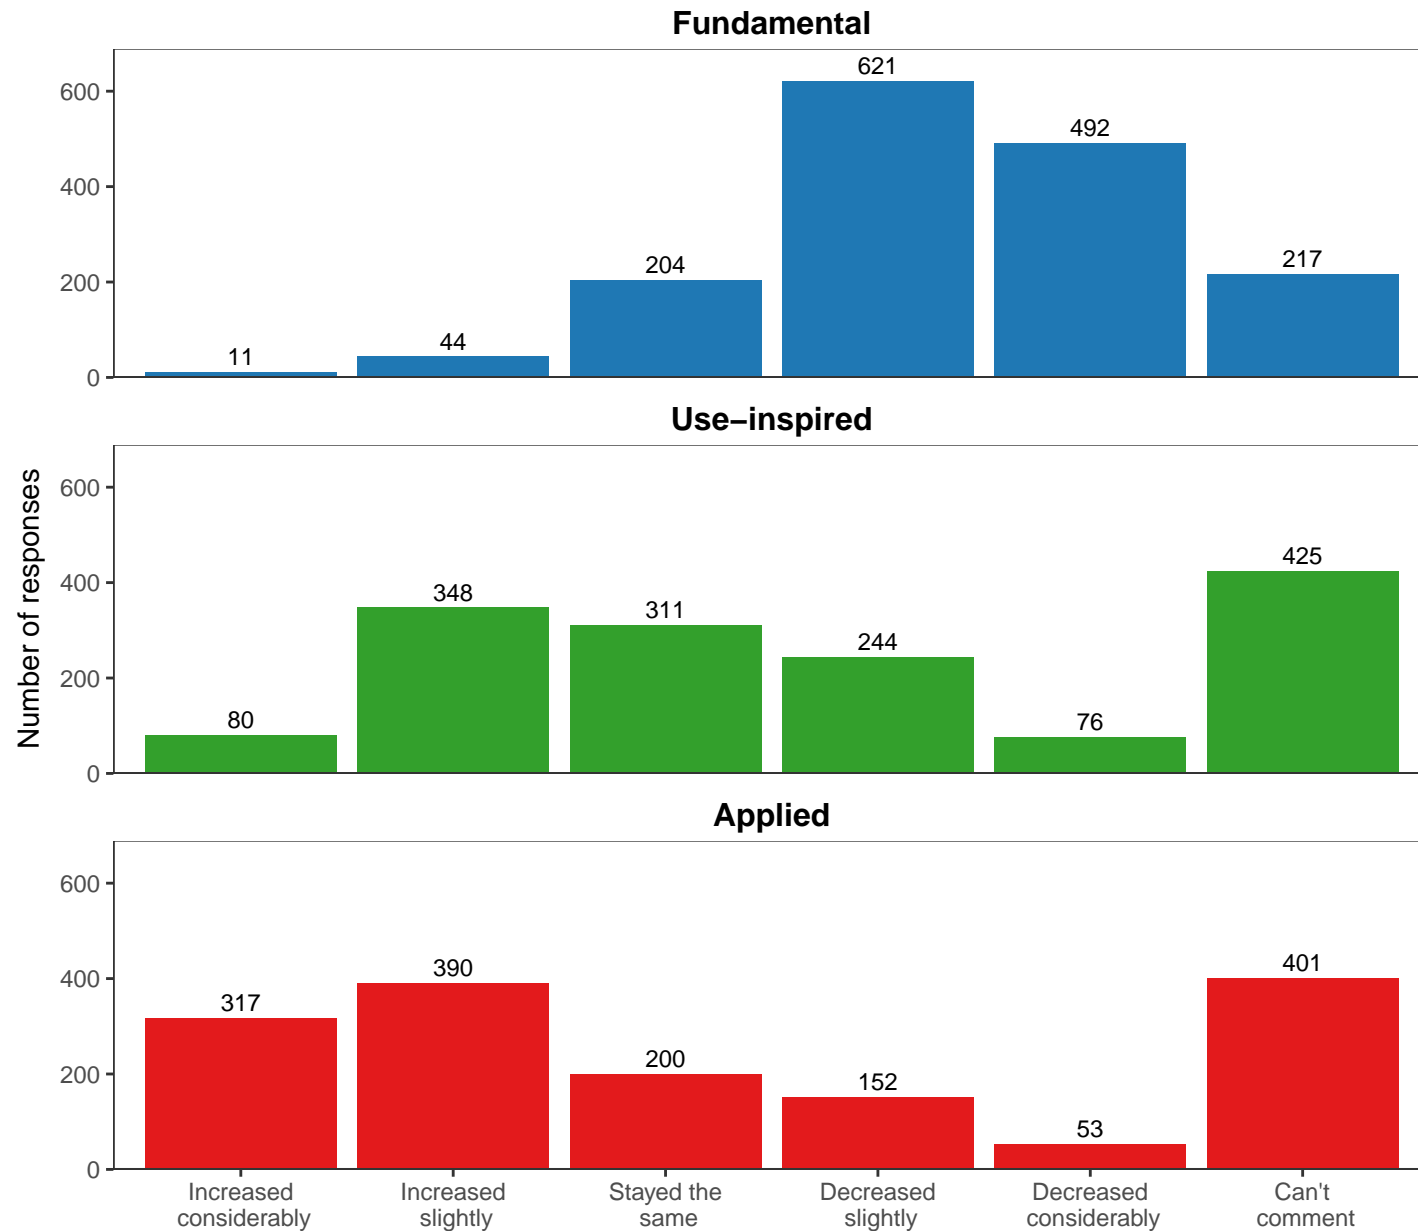 Fundamental
600
400
200
0
11
44
204
621
492
217
Use–inspired
Number of responses
600
400
200
0
80
348
311
244
76
425
Applied
600
400
200
0
317
390
200
152
53
401
Increased
considerably
Increased
slightly
Stayed the
same
Decreased
slightly
Decreased
considerably
Can't
comment